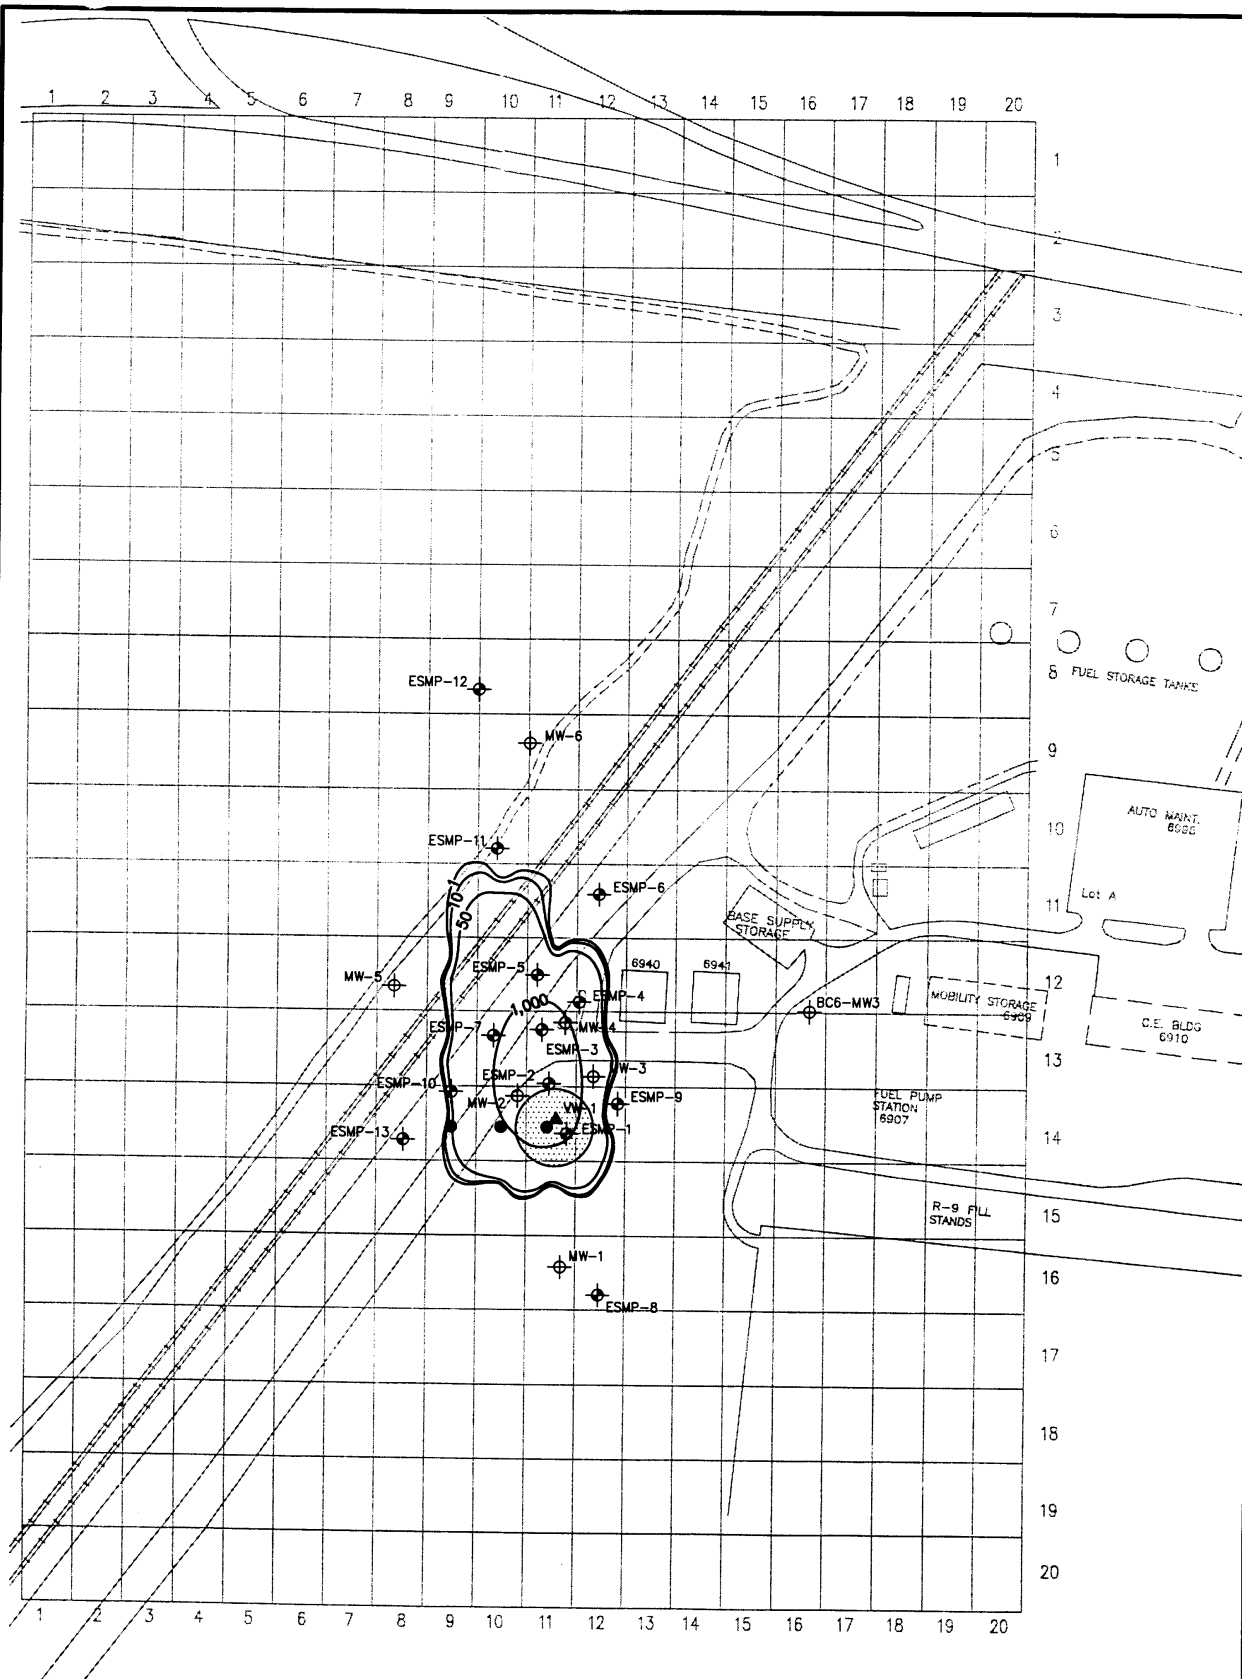 1 2 3 4 5 6 7 8 9 10 11 12 13 14 15 16 17 18 19 20
1
2
3
4
5
6
7
8
FUEL STORAGE TANKS
ESMP-12
MW-6
9
AUTO MAINT.
10
ESMP-11
ESMP-6
10
1
50
Lot A
11
BASE SUPPLY
STORAGE
6940
6941
ESMP-5
MW-5
12
ESMP-4
1,000
BC6-MW3
MOBILITY STORAGE
6989
C.E. BLDG
6910
ESMP-7
MW-4
ESMP-3
13
ESMP-2
ESMP-10
MW-2
VW-1
ESMP-9
FUEL PUMP
STATION
6907
ESMP-13
ESMP-1
14
R-9 FILL
STANDS
15
MW-1
16
ESMP-8
17
18
19
20
1 2 3 4 5 6 7 8 9 10 11 12 13 14 15 16 17 18 19 20